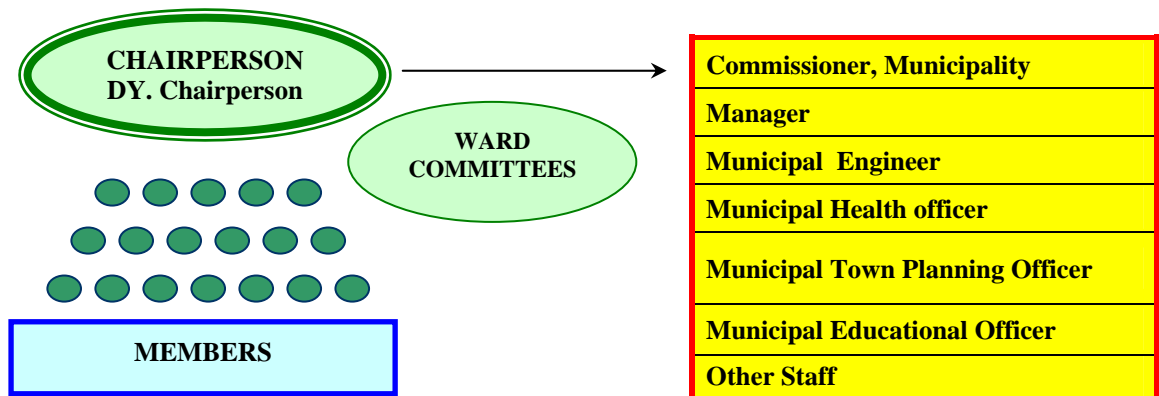 CHAIRPERSON
DY. Chairperson
WARD
COMMITTEES
MEMBERS
Commissioner, Municipality
Manager
Municipal Engineer
Municipal Health officer
Municipal Town Planning Officer
Municipal Educational Officer
Other Staff